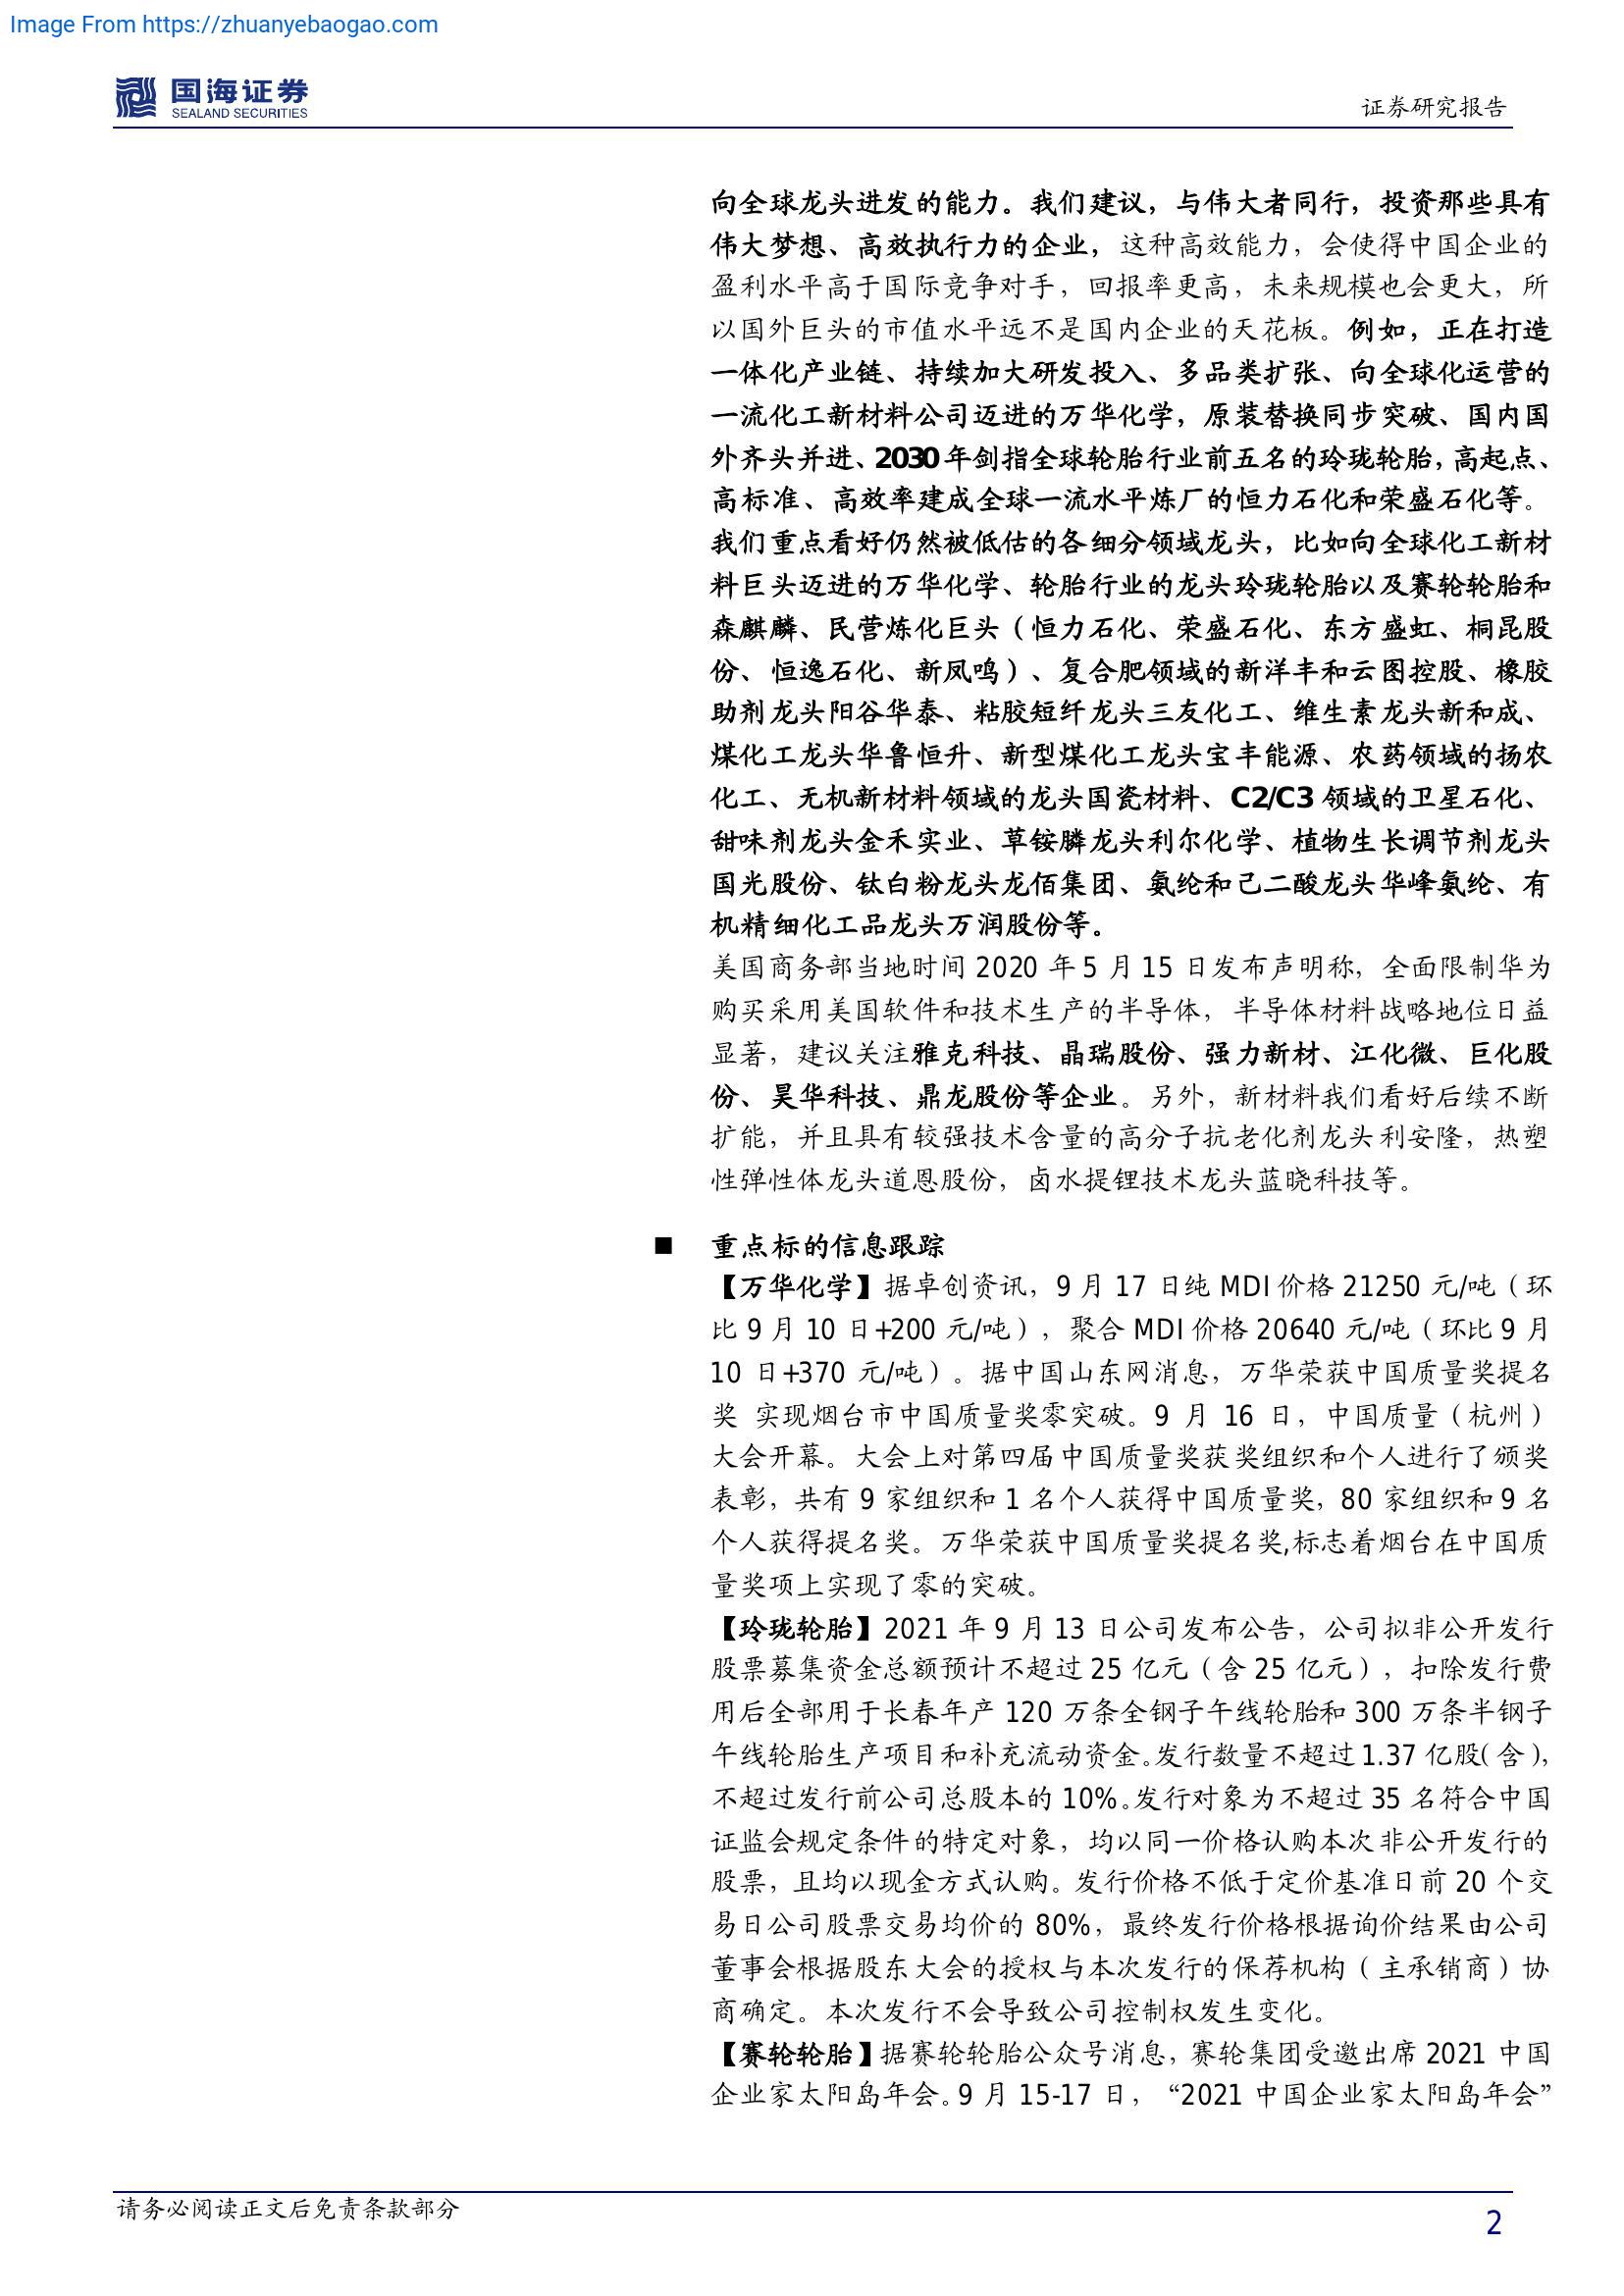 Image From https://zhuanyebaogao.com
国海证券
SEALAND SECURITIES
证券研究报告
向全球龙头进发的能力。我们建议，与伟大者同行，投资那些具有
伟大梦想、高效执行力的企业，这种高效能力，会使得中国企业的
盈利水平高于国际竞争对手，回报率更高，未来规模也会更大，所
以国外巨头的市值水平远不是国内企业的天花板。例如，正在打造
一体化产业链、持续加大研发投入、多品类扩张、向全球化运营的
一流化工新材料公司迈进的万华化学，原装替换同步突破、国内国
外齐头并进、2030年剑指全球轮胎行业前五名的玲珑轮胎，高起点、
高标准、高效率建成全球一流水平炼厂的恒力石化和荣盛石化等。
我们重点看好仍然被低估的各细分领域龙头，比如向全球化工新材
料巨头迈进的万华化学、轮胎行业的龙头玲珑轮胎以及赛轮轮胎和
森麒麟、民营炼化巨头（恒力石化、荣盛石化、东方盛虹、桐昆股
份、恒逸石化、新凤鸣）、复合肥领域的新洋丰和云图控股、橡胶
助剂龙头阳谷华泰、粘胶短纤龙头三友化工、维生素龙头新和成、
煤化工龙头华鲁恒升、新型煤化工龙头宝丰能源、农药领域的扬农
化工、无机新材料领域的龙头国瓷材料、C2/C3 领域的卫星石化、
甜味剂龙头金禾实业、草铵膦龙头利尔化学、植物生长调节剂龙头
国光股份、钛白粉龙头龙佰集团、氨纶和己二酸龙头华峰氨纶、有
机精细化工品龙头万润股份等。
美国商务部当地时间 2020 年 5 月 15 日发布声明称，全面限制华为
购买采用美国软件和技术生产的半导体，半导体材料战略地位日益
显著，建议关注雅克科技、晶瑞股份、强力新材、江化微、巨化股
份、昊华科技、鼎龙股份等企业。另外，新材料我们看好后续不断
扩能，并且具有较强技术含量的高分子抗老化剂龙头利安隆，热塑
性弹性体龙头道恩股份，卤水提锂技术龙头蓝晓科技等。
■ 重点标的信息跟踪
【万华化学】据卓创资讯，9 月 17 日纯 MDI 价格 21250 元/吨（环
比 9 月 10 日+200 元/吨），聚合 MDI 价格 20640 元/吨（环比 9 月
10 日+370 元/吨）。据中国山东网消息，万华荣获中国质量奖提名
奖 实现烟台市中国质量奖零突破。9 月 16 日，中国质量（杭州）
大会开幕。大会上对第四届中国质量奖获奖组织和个人进行了颁奖
表彰，共有 9 家组织和 1 名个人获得中国质量奖，80 家组织和 9 名
个人获得提名奖。万华荣获中国质量奖提名奖,标志着烟台在中国质
量奖项上实现了零的突破。
【玲珑轮胎】2021 年 9 月 13 日公司发布公告，公司拟非公开发行
股票募集资金总额预计不超过 25 亿元（含 25 亿元），扣除发行费
用后全部用于长春年产 120 万条全钢子午线轮胎和 300 万条半钢子
午线轮胎生产项目和补充流动资金。发行数量不超过 1.37 亿股（含），
不超过发行前公司总股本的 10%。发行对象为不超过 35 名符合中国
证监会规定条件的特定对象，均以同一价格认购本次非公开发行的
股票，且均以现金方式认购。发行价格不低于定价基准日前 20 个交
易日公司股票交易均价的 80%，最终发行价格根据询价结果由公司
董事会根据股东大会的授权与本次发行的保荐机构（主承销商）协
商确定。本次发行不会导致公司控制权发生变化。
【赛轮轮胎】据赛轮轮胎公众号消息，赛轮集团受邀出席 2021 中国
企业家太阳岛年会。9 月 15-17 日，“2021 中国企业家太阳岛年会”
请务必阅读正文后免责条款部分
2